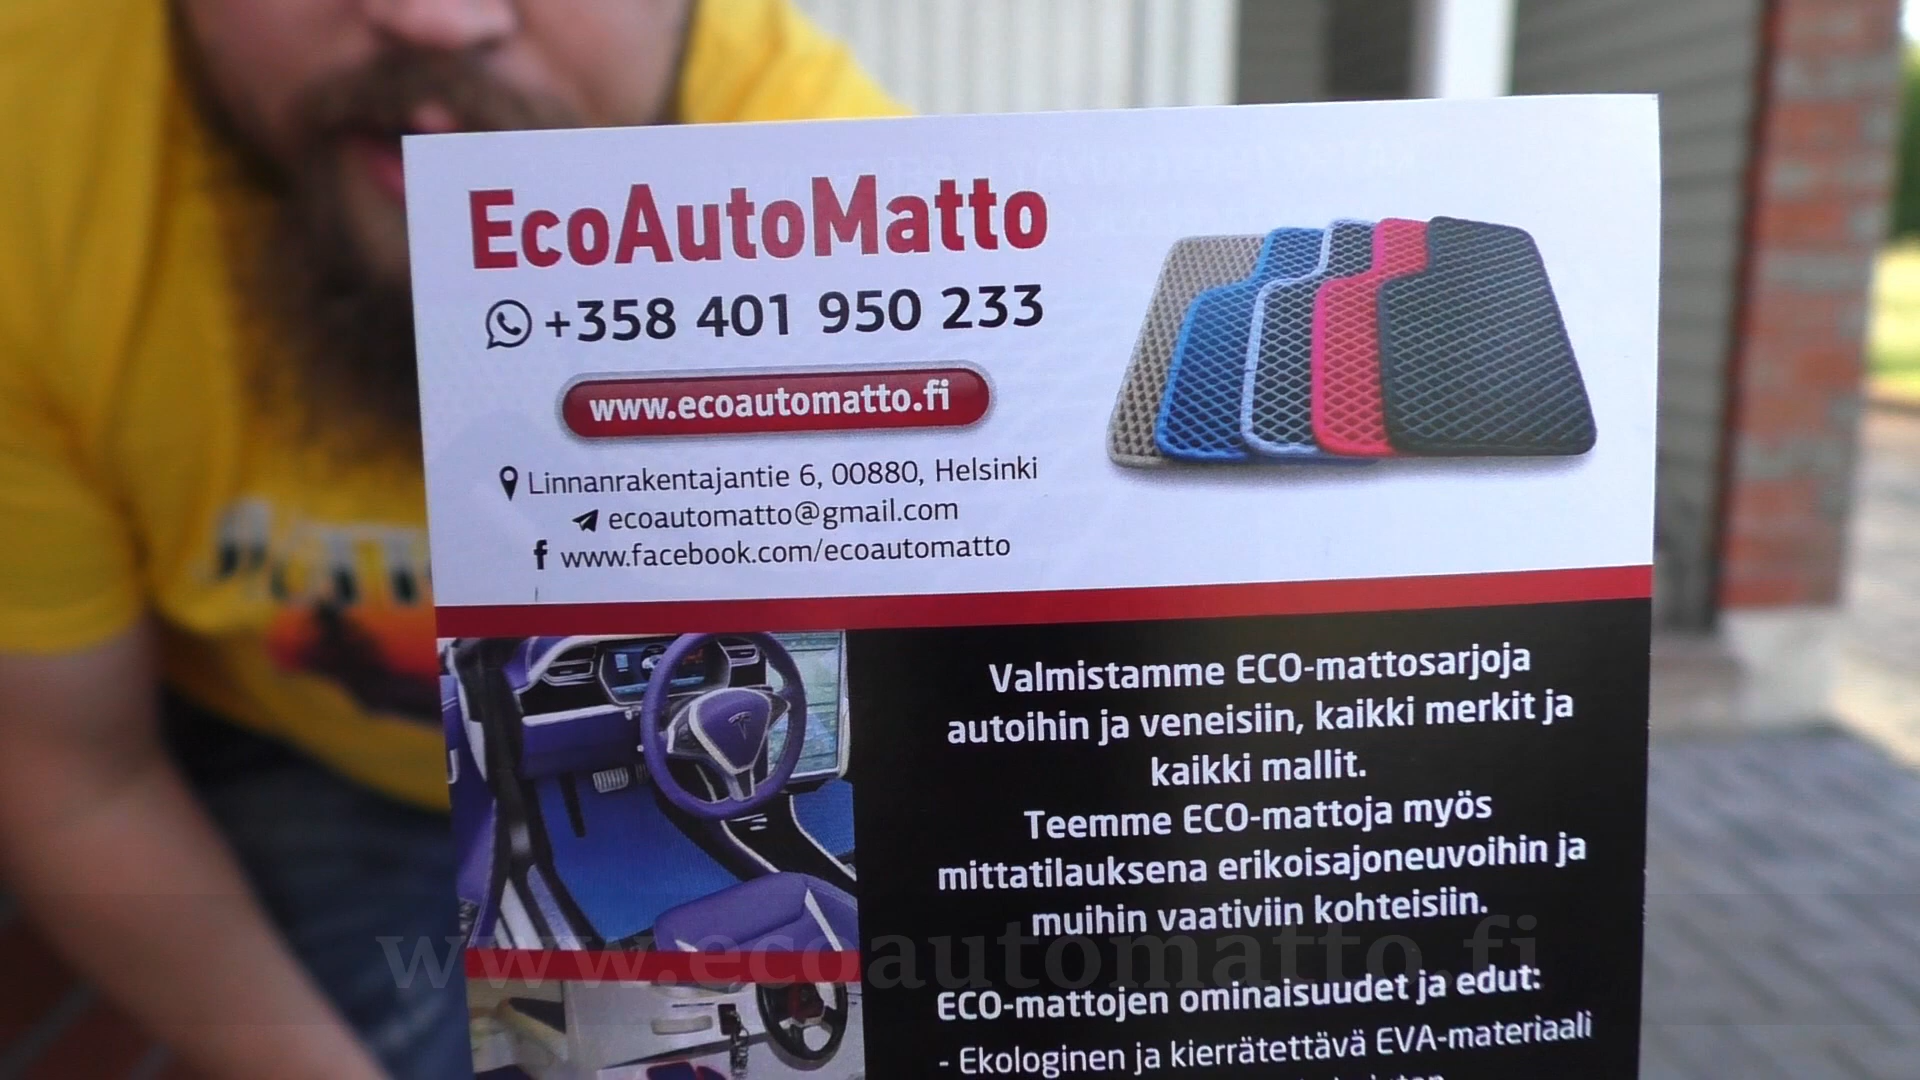 EcoAutoMatto
+358 401 950 233
www.ecoautomatto.fi
Linnanrakentajantie 6, 00880, Helsinki
ecoautomatto@gmail.com
f www.facebook.com/ecoautomatto
Valmistamme ECO-mattosarjoja
autoihin ja veneisiin, kaikki merkit ja
kaikki mallit.
Teemme ECO-mattoja myös
mittatilauksena erikoisajoneuvoihin ja
muihin vaativiin kohteisiin.
www.ecoautomatto.fi
ECO-mattojen ominaisuudet ja edut:
- Ekologinen ja kierrätettävä EVA-materiaali